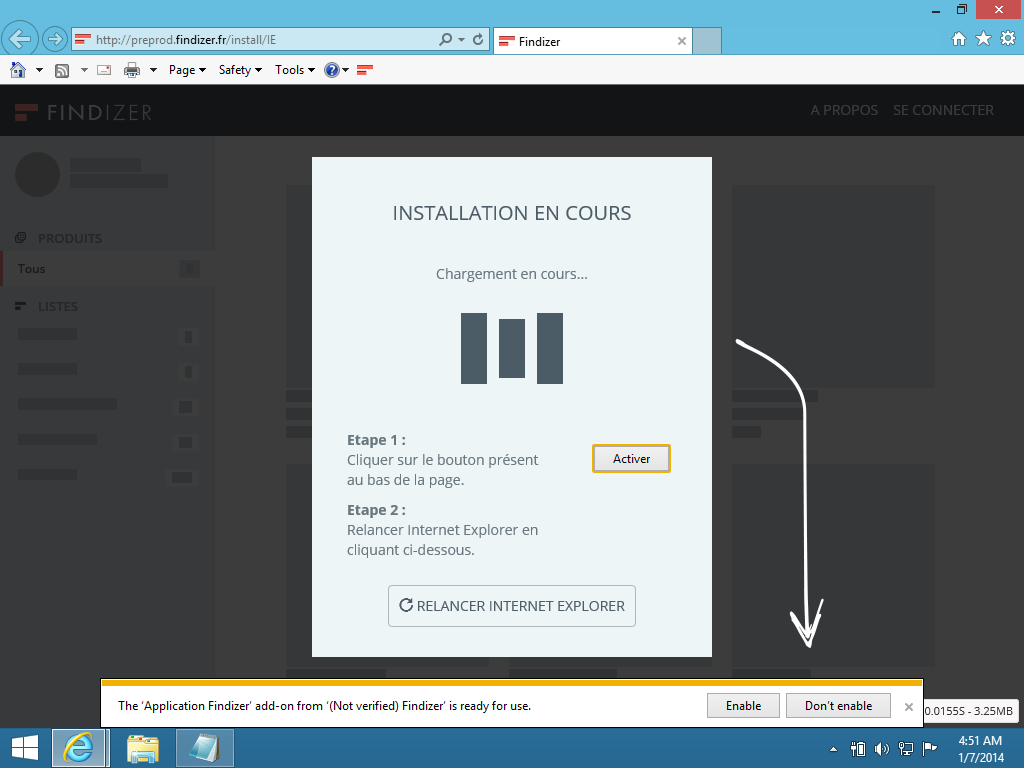 http://preprod.findizer.fr/install/IE
Findizer
Page
Safety
Tools
FINDIZER
A PROPOS
SE CONNECTER
PRODUITS
Tous
LISTES
INSTALLATION EN COURS
Chargement en cours...
Etape 1 :
Cliquer sur le bouton présent
au bas de la page.
Activer
Etape 2 :
Relancer Internet Explorer en
cliquant ci-dessous.
RELANCER INTERNET EXPLORER
The ‘Application Findizer’ add-on from ‘(Not verified) Findizer’ is ready for use.
Enable
Don't enable
0.0155S - 3.25MB
4:51 AM
1/7/2014